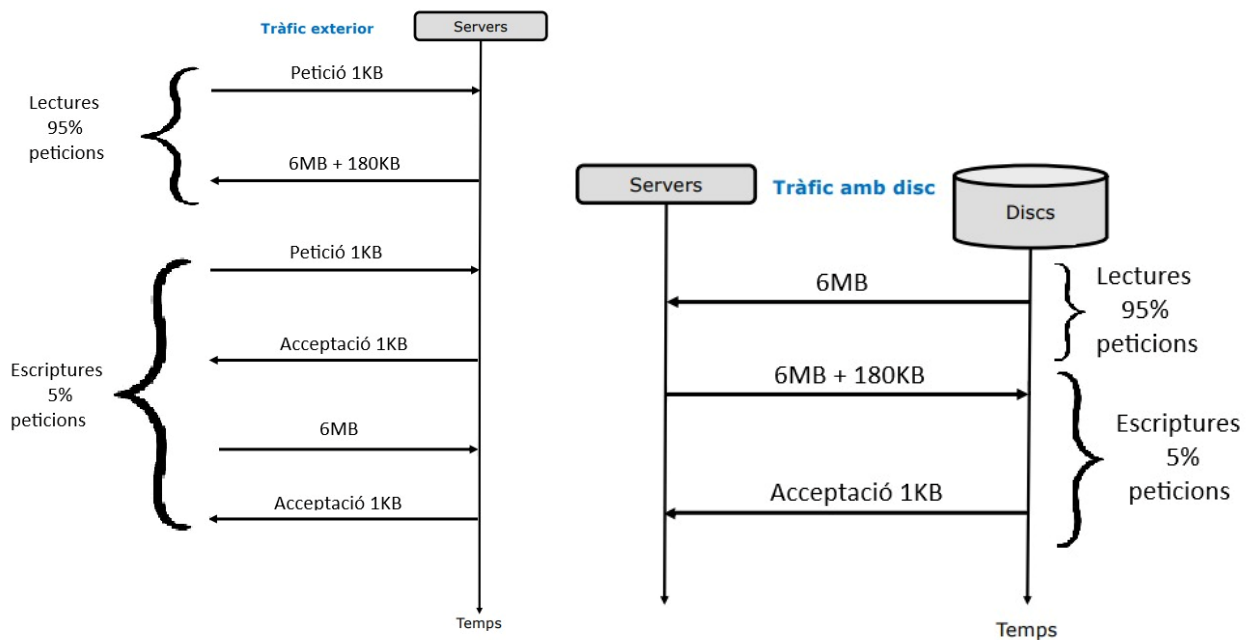 Tràfic exterior
Servers
Petició 1KB
Lectures
95%
peticions
6MB + 180KB
Petició 1KB
Acceptació 1KB
Escriptures
5%
peticions
6MB
Acceptació 1KB
Temps
Servers
Tràfic amb disc
Discs
6MB
Lectures
95%
peticions
6MB + 180KB
Escriptures
5%
peticions
Acceptació 1KB
Temps